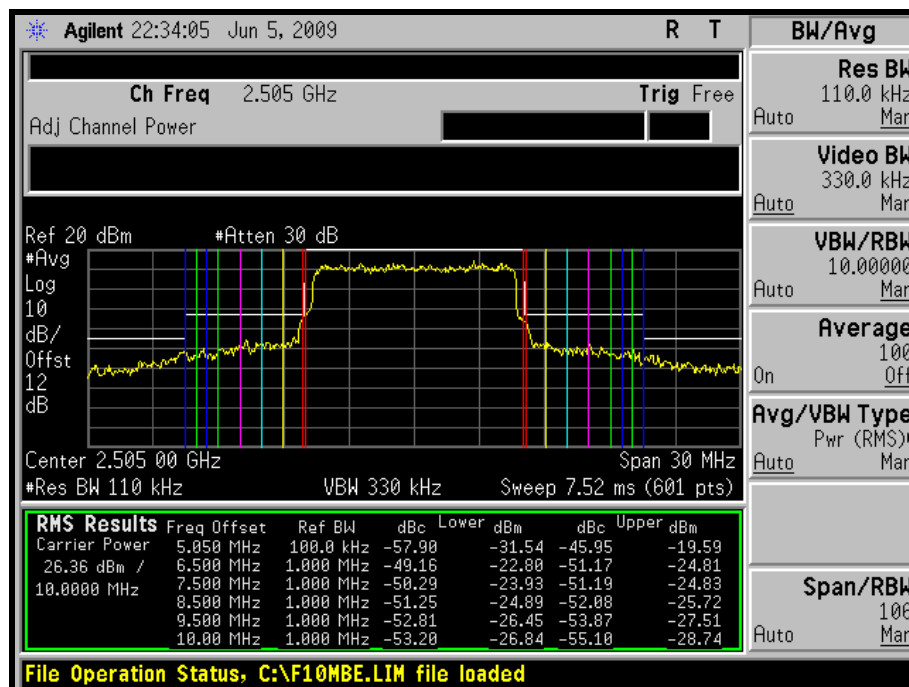 Agilent 22:34:05 Jun 5, 2009 R T
Ch Freq 2.505 GHz Trig Free
Adj Channel Power
Ref 20 dBm #Atten 30 dB
#Avg
Log
10
dB/
Offst
12
dB
Center 2.505 00 GHz Span 30 MHz
#Res BW 110 kHz VBW 330 kHz Sweep 7.52 ms (601 pts)
RMS Results Freq Offset Ref BW dBc Lower dBm dBc Upper dBm
Carrier Power 5.050 MHz 100.0 kHz -57.90 -31.54 -45.95 -19.59
26.36 dBm / 6.500 MHz 1.000 MHz -49.16 -22.80 -51.17 -24.81
10.0000 MHz 7.500 MHz 1.000 MHz -50.29 -23.93 -51.19 -24.83
8.500 MHz 1.000 MHz -51.25 -24.89 -52.08 -25.72
9.500 MHz 1.000 MHz -52.81 -26.45 -53.87 -27.51
10.00 MHz 1.000 MHz -53.20 -26.84 -55.10 -28.74
File Operation Status, C:\F10MBE.LIM file loaded
BW/Avg
Res BW
110.0 kHz
Auto Man
Video BW
330.0 kHz
Auto Man
VBW/RBW
10.00000
Auto Man
Average
100
On Off
Avg/VBW Type
Pwr (RMS)
Auto Man
Span/RBW
106
Auto Man